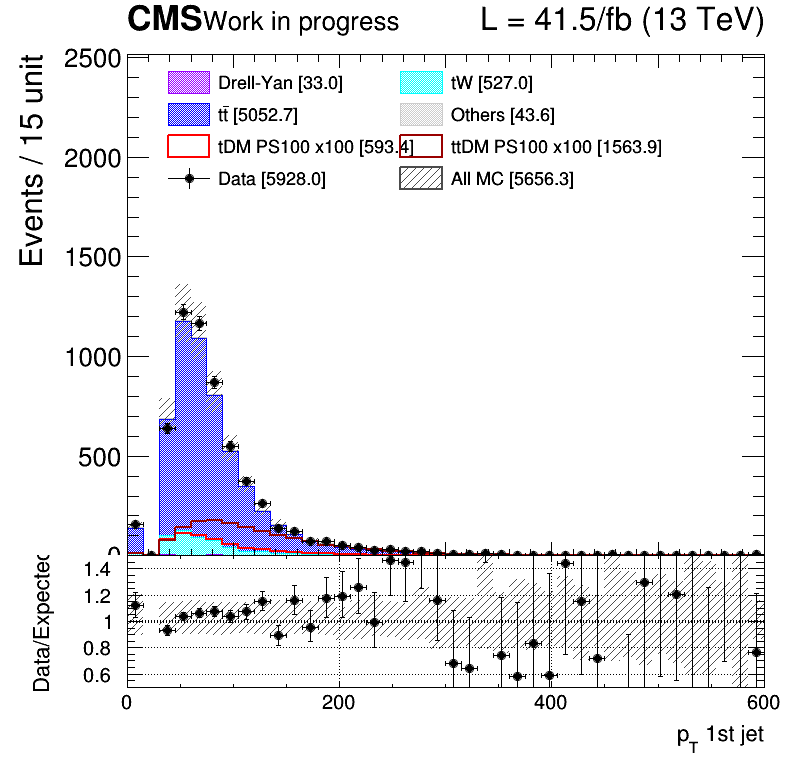 CMS Work in progress L = 41.5/fb (13 TeV)
Events / 15 unit
2500
2000
1500
1000
500
0
Drell-Yan [33.0]
tW [527.0]
tt̄ [5052.7]
Others [43.6]
tDM PS100 x100 [593.4]
ttDM PS100 x100 [1563.9]
Data [5928.0]
All MC [5656.3]
Data/Expected
1.4
1.2
1
0.8
0.6
0 200 400 600
p_T 1st jet